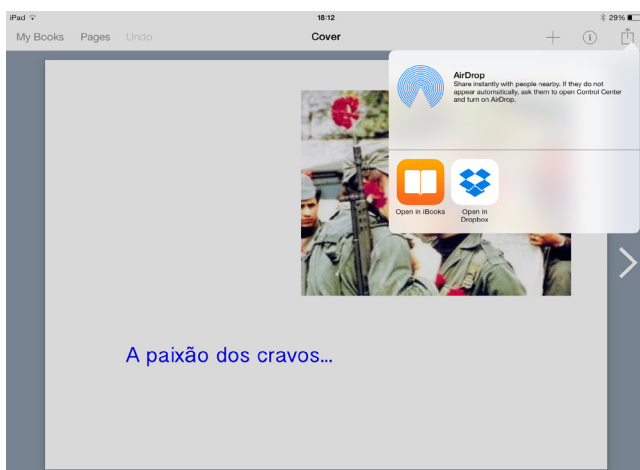 iPad 18:12 29%
My Books Pages Undo Cover
AirDrop
Share instantly with people nearby. If they do not
appear automatically, ask them to open Control Center
and turn on AirDrop.
Open in iBooks Open in
Dropbox
A paixão dos cravos...